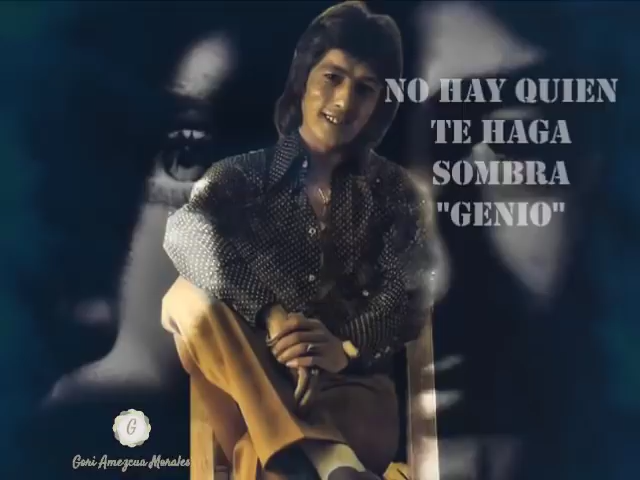 NO HAY QUIEN
TE HAGA
SOMBRA
"GENIO"
G
Gori Amezcua Morales